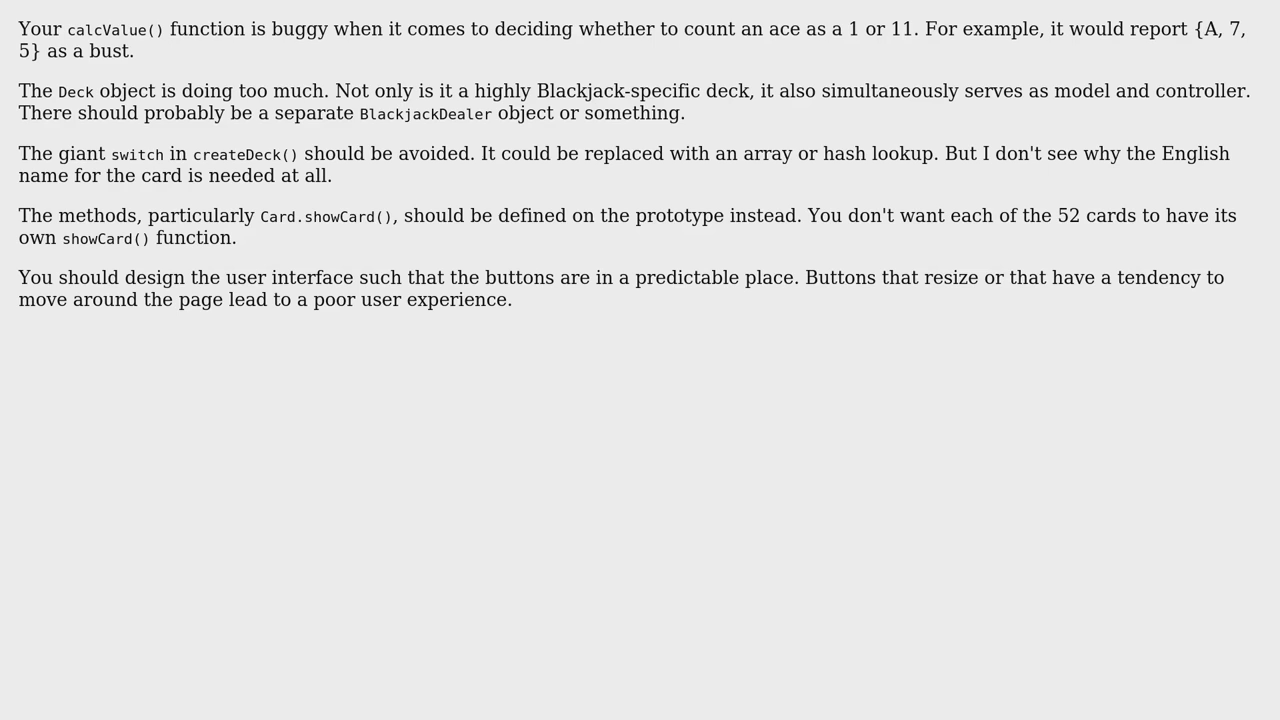 Your calcValue() function is buggy when it comes to deciding whether to count an ace as a 1 or 11. For example, it would report {A, 7,
5} as a bust.
The Deck object is doing too much. Not only is it a highly Blackjack-specific deck, it also simultaneously serves as model and controller.
There should probably be a separate BlackjackDealer object or something.
The giant switch in createDeck() should be avoided. It could be replaced with an array or hash lookup. But I don't see why the English
name for the card is needed at all.
The methods, particularly Card.showCard(), should be defined on the prototype instead. You don't want each of the 52 cards to have its
own showCard() function.
You should design the user interface such that the buttons are in a predictable place. Buttons that resize or that have a tendency to
move around the page lead to a poor user experience.